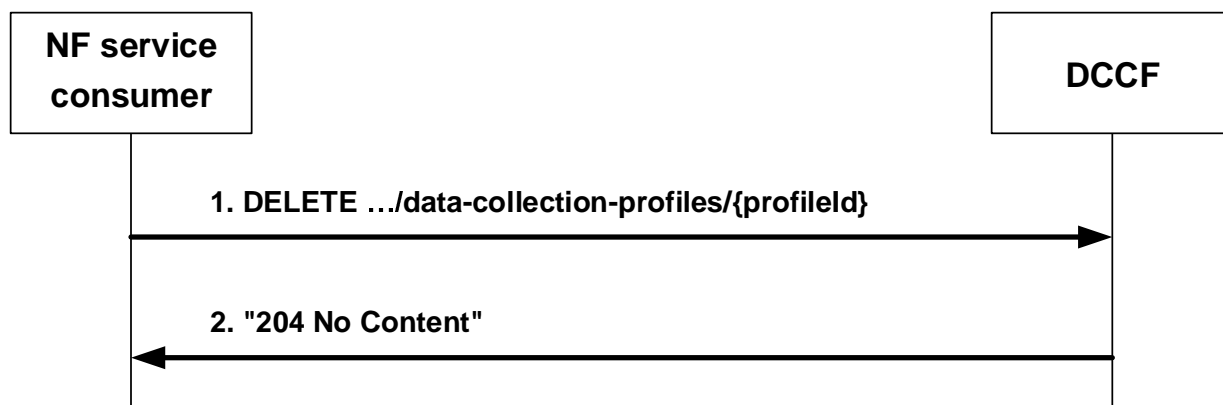 NF service
consumer
DCCF
1. DELETE …/data-collection-profiles/{profileId}
2. "204 No Content"